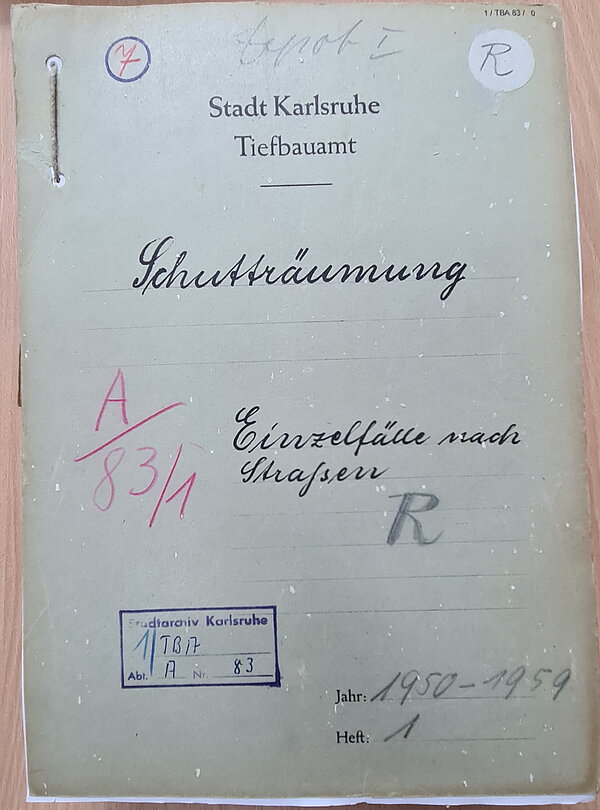 1/TBA 83/ 0
7
I
R
Stadt Karlsruhe
Tiefbauamt
Schutträumung
A/83/1
Einzelfälle nach
Straßen
R
Stadtarchiv Karlsruhe
1/TBA
Abt. A Nr. 83
Jahr: 1950-1959
Heft: 1